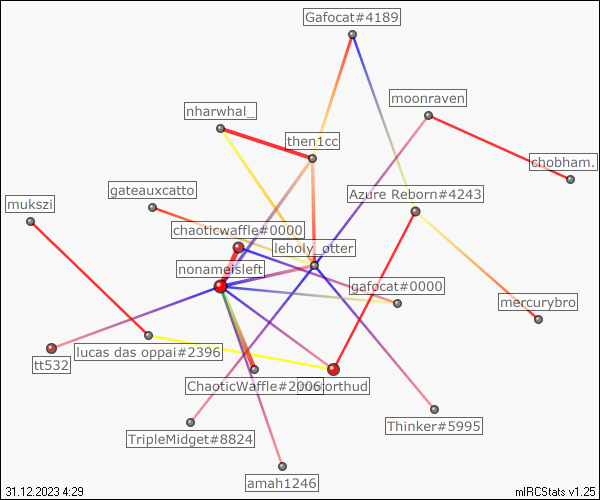 Gafocat#4189
moonraven
nharwhal_
then1cc
chobham.
gateauxcatto
Azure Reborn#4243
mukszi
chaoticwaffle#0000
leholy_otter
nonameisleft
gafocat#0000
mercurybro
lucas das oppai#2396
tt532
ChaoticWaffle#2006
torthud
Thinker#5995
TripleMidget#8824
amah1246
31.12.2023 4:29
mIRCStats v1.25